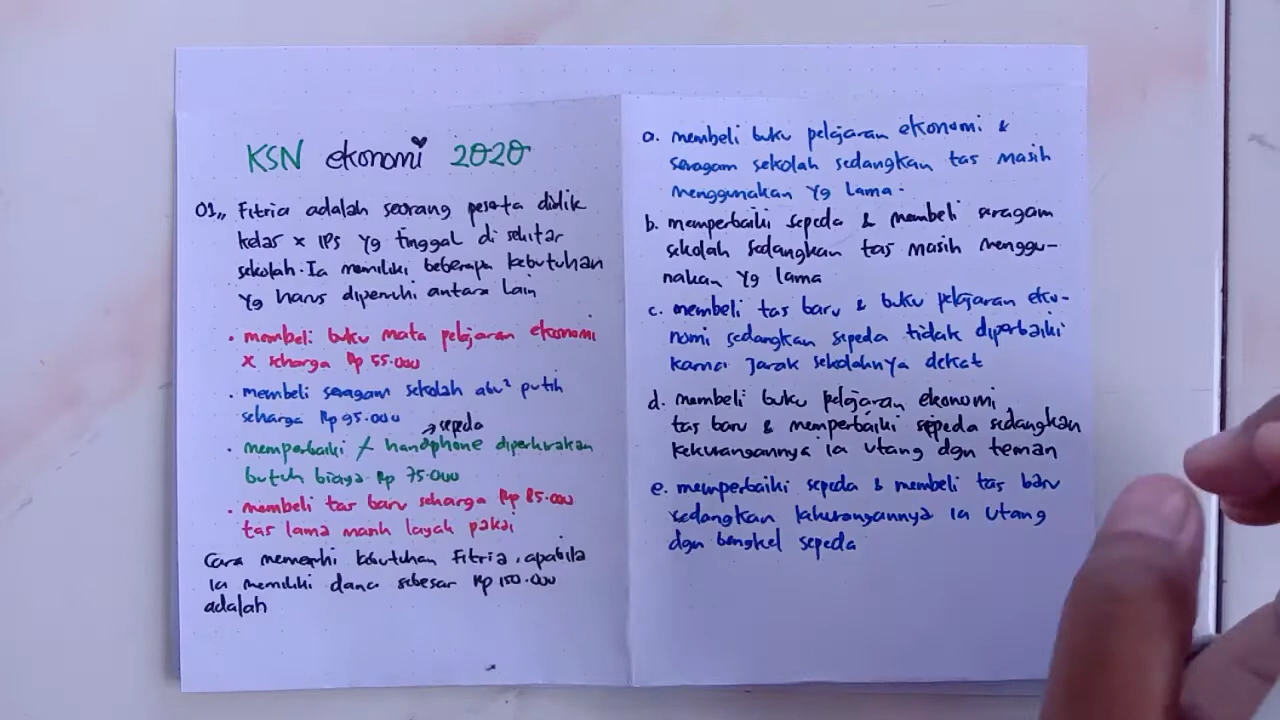 KSN ekonomi 2020
01,, Fitria adalah seorang peserta didik
kelas x IPS yg tinggal di sekitar
sekolah. Ia memiliki beberapa kebutuhan
yg harus dipenuhi antara lain
• membeli buku mata pelajaran ekonomi
x seharga Rp 55.000
• membeli seragam sekolah abu² putih
seharga Rp 95.000
→ sepeda
• memperbaiki handphone diperkirakan
butuh biaya Rp 75.000
• membeli tas baru seharga Rp 85.000
tas lama masih layak pakai
Cara memenuhi kebutuhan Fitria, apabila
ia memiliki dana sebesar Rp 150.000
adalah
a. membeli buku pelajaran ekonomi &
seragam sekolah sedangkan tas masih
menggunakan yg lama.
b. memperbaiki sepeda & membeli seragam
sekolah sedangkan tas masih menggu-
nakan yg lama
c. membeli tas baru & buku pelajaran eko-
nomi sedangkan sepeda tidak diperbaiki
karna jarak sekolahnya dekat
d. membeli buku pelajaran ekonomi
tas baru & memperbaiki sepeda sedangkan
kekurangannya ia utang dgn teman
e. memperbaiki sepeda & membeli tas baru
sedangkan kekurangannya ia utang
dgn bengkel sepeda